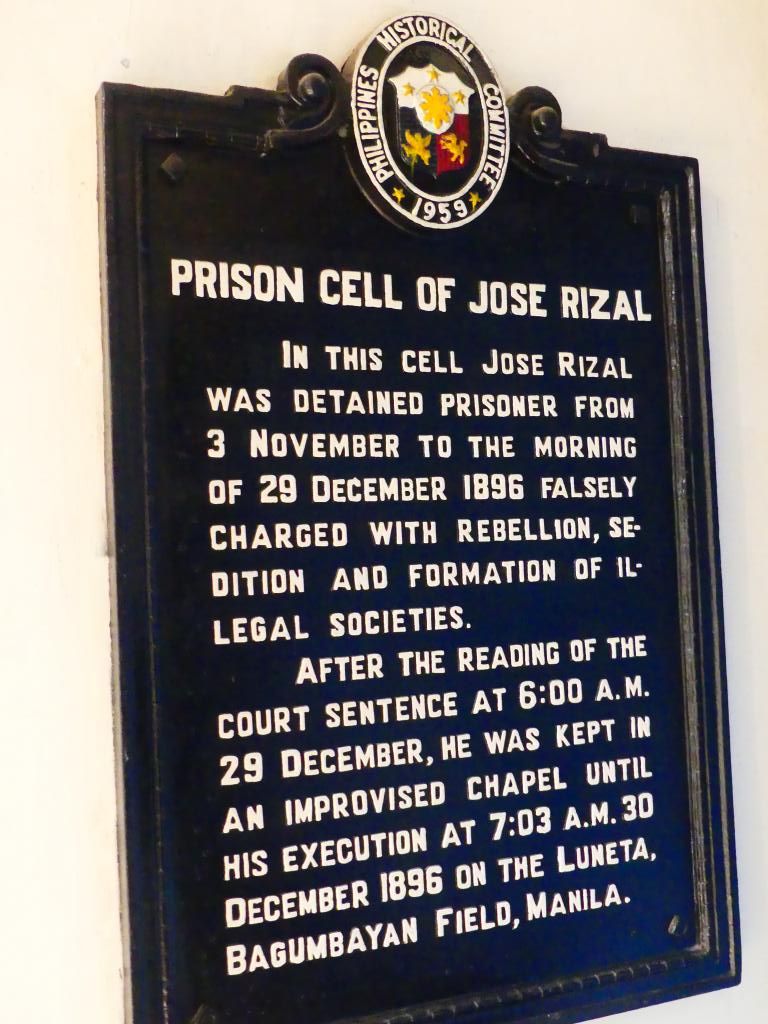 PHILIPPINES HISTORICAL COMMITTEE
1959
PRISON CELL OF JOSE RIZAL
IN THIS CELL JOSE RIZAL
WAS DETAINED PRISONER FROM
3 NOVEMBER TO THE MORNING
OF 29 DECEMBER 1896 FALSELY
CHARGED WITH REBELLION, SE-
DITION AND FORMATION OF IL-
LEGAL SOCIETIES.
AFTER THE READING OF THE
COURT SENTENCE AT 6:00 A.M.
29 DECEMBER, HE WAS KEPT IN
AN IMPROVISED CHAPEL UNTIL
HIS EXECUTION AT 7:03 A.M. 30
DECEMBER 1896 ON THE LUNETA,
BAGUMBAYAN FIELD, MANILA.